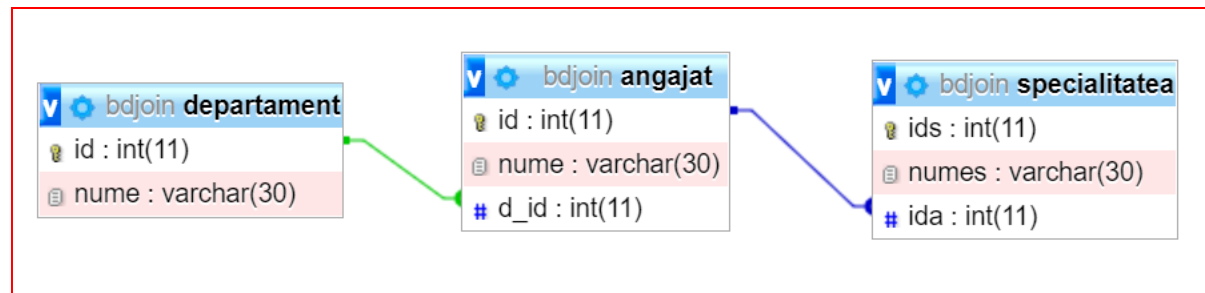 v bdjoin departament
id : int(11)
nume : varchar(30)
v bdjoin angajat
id : int(11)
nume : varchar(30)
# d_id : int(11)
v bdjoin specialitatea
ids : int(11)
numes : varchar(30)
# ida : int(11)